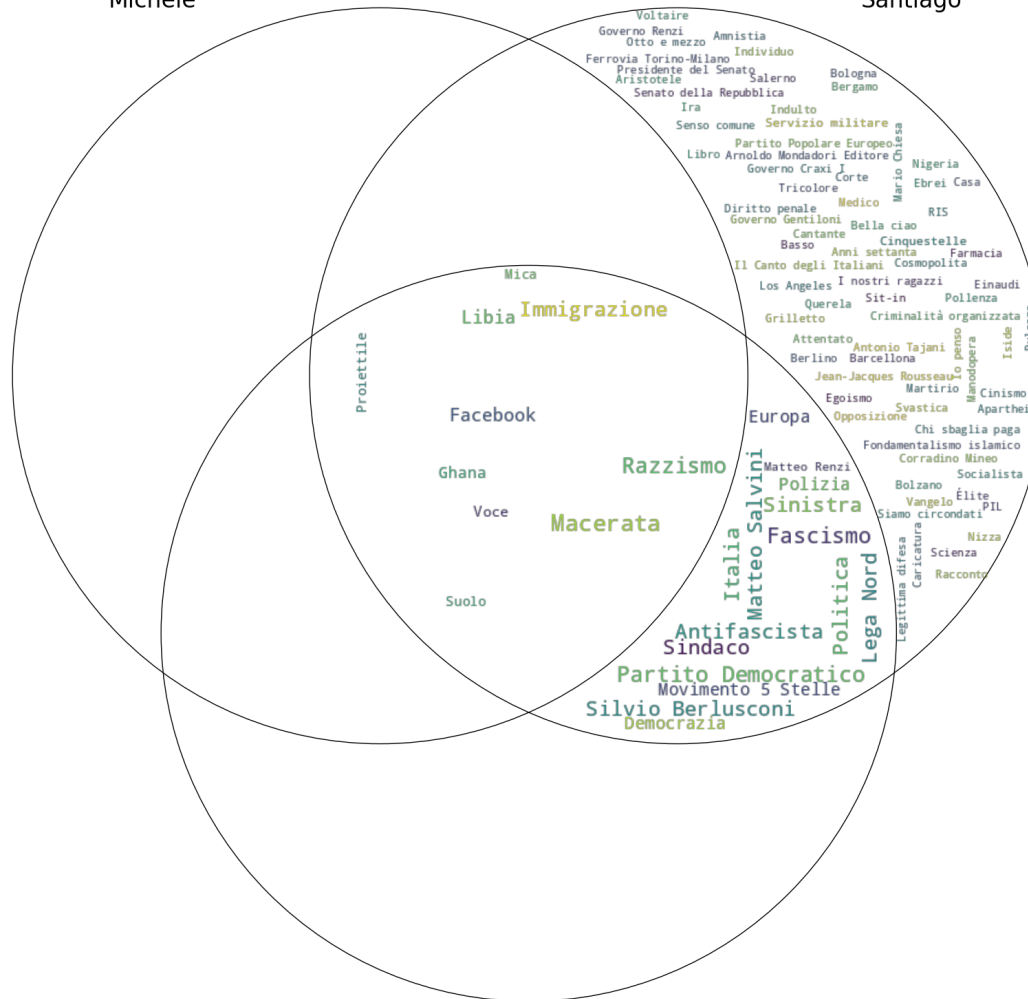 Michele
Santiago
Voltaire
Governo Renzi
Amnistia
Otto e mezzo
Individuo
Ferrovia Torino-Milano
Presidente del Senato
Bologna
Aristotele
Salerno
Bergamo
Senato della Repubblica
Ira
Indulto
Senso comune
Servizio militare
Mario Chiesa
Partito Popolare Europeo
Libro
Arnoldo Mondadori Editore
Nigeria
Governo Craxi I
Corte
Ebrei
Casa
Tricolore
Medico
Diritto penale
RIS
Governo Gentiloni
Bella ciao
Cantante
Cinquestelle
Basso
Anni settanta
Farmacia
Il Canto degli Italiani
Cosmopolita
Mica
Los Angeles
I nostri ragazzi
Einaudi
Sit-in
Pollenza
Querela
Libia
Immigrazione
Grilletto
Criminalità organizzata
Attentato
Antonio Tajani
Io penso
Iside
Berlino
Barcellona
Manodopera
Proiettile
Jean-Jacques Rousseau
Martirio
Cinismo
Egoismo
Svastica
Aparthei
Facebook
Europa
Opposizione
Chi sbaglia paga
Fondamentalismo islamico
Corradino Mineo
Razzismo
Matteo Renzi
Ghana
Socialista
Polizia
Bolzano
Matteo Salvini
Sinistra
Vangelo
Élite
PIL
Voce
Siamo circondati
Macerata
Fascismo
Nizza
Italia
Caricatura
Scienza
Legittima difesa
Racconto
Politica
Lega Nord
Suolo
Antifascista
Sindaco
Partito Democratico
Movimento 5 Stelle
Silvio Berlusconi
Democrazia